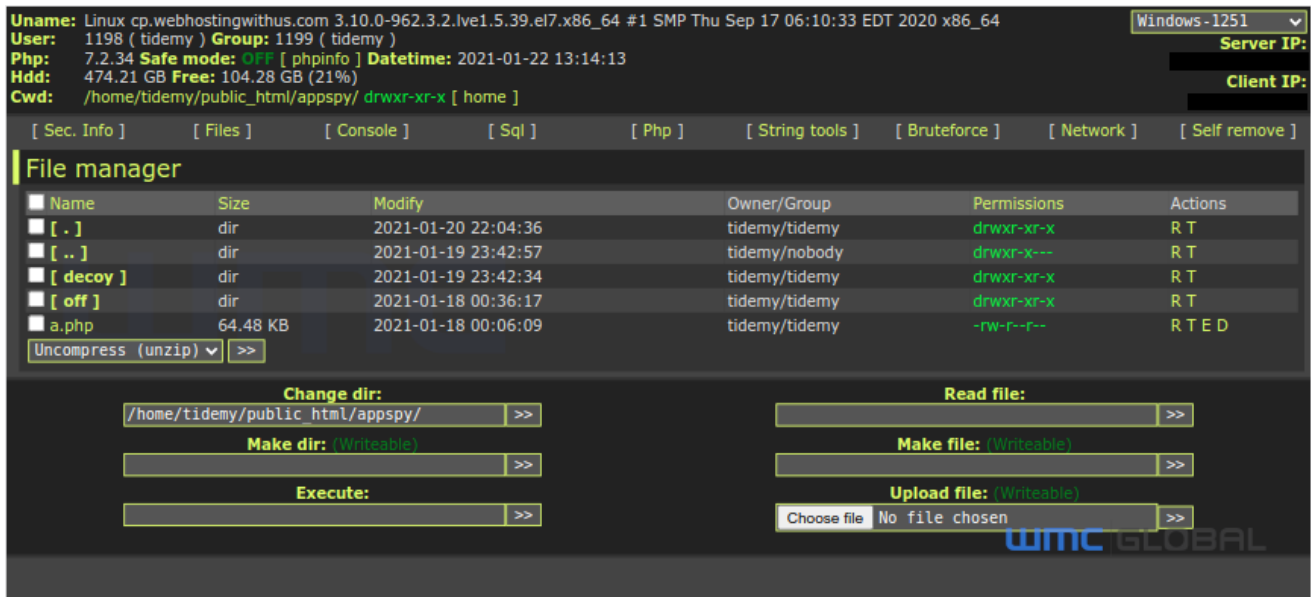 Uname: Linux cp.webhostingwithus.com 3.10.0-962.3.2.lve1.5.39.el7.x86_64 #1 SMP Thu Sep 17 06:10:33 EDT 2020 x86_64 Windows-1251
User: 1198 ( tidemy ) Group: 1199 ( tidemy ) Server IP:
Php: 7.2.34 Safe mode: OFF [ phpinfo ] Datetime: 2021-01-22 13:14:13
Hdd: 474.21 GB Free: 104.28 GB (21%) Client IP:
Cwd: /home/tidemy/public_html/appspy/ drwxr-xr-x [ home ]
[ Sec. Info ] [ Files ] [ Console ] [ Sql ] [ Php ] [ String tools ] [ Bruteforce ] [ Network ] [ Self remove ]
File manager
Name Size Modify Owner/Group Permissions Actions
[ . ] dir 2021-01-20 22:04:36 tidemy/tidemy drwxr-xr-x R T
[ .. ] dir 2021-01-19 23:42:57 tidemy/nobody drwxr-x--- R T
[ decoy ] dir 2021-01-19 23:42:34 tidemy/tidemy drwxr-xr-x R T
[ off ] dir 2021-01-18 00:36:17 tidemy/tidemy drwxr-xr-x R T
a.php 64.48 KB 2021-01-18 00:06:09 tidemy/tidemy -rw-r--r-- R T E D
Uncompress (unzip) >>
Change dir: Read file:
/home/tidemy/public_html/appspy/ >> >>
Make dir: (Writeable) Make file: (Writeable)
>> >>
Execute: Upload file: (Writeable)
>> Choose file No file chosen >>
WMC GLOBAL